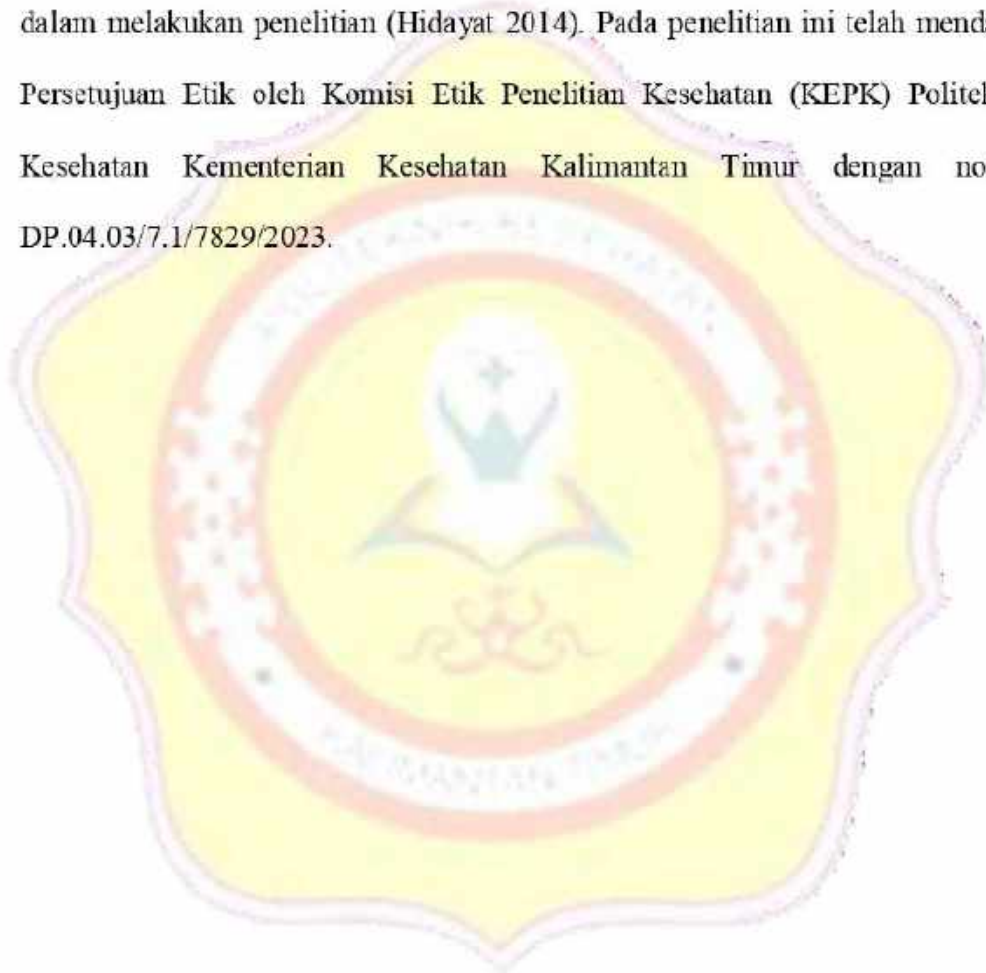 dalam melakukan penelitian (Hidayat 2014). Pada penelitian ini telah mend
Persetujuan Etik oleh Komisi Etik Penelitian Kesehatan (KEPK) Polite
Kesehatan Kementerian Kesehatan Kalimantan Timur dengan no
DP.04.03/7.1/7829/2023.